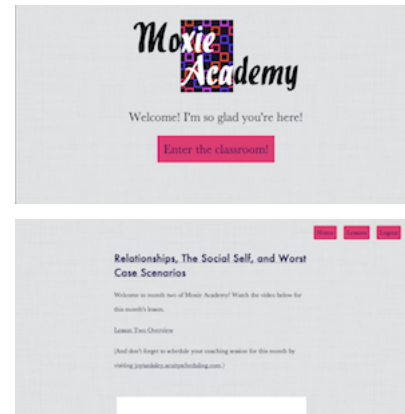 Moxie
Academy
Welcome! I'm so glad you're here!
Enter the classroom!
Home Lessons Logout
Relationships, The Social Self, and Worst
Case Scenarios
Welcome to month two of Moxie Academy! Watch the video below for
this month's lesson.
Lesson Two Overview
(And don't forget to schedule your coaching session for this month by
visiting